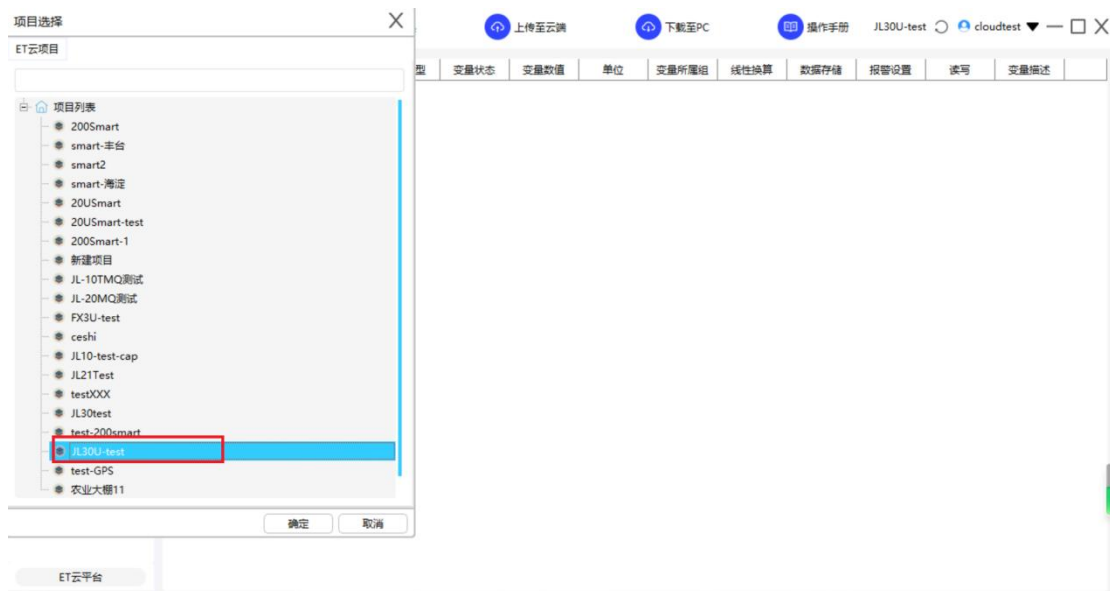 项目选择
上传至云端 下载至PC 操作手册 JL30U-test cloudtest
ET云项目
型 变量状态 变量数值 单位 变量所属组 线性换算 数据存储 报警设置 读写 变量描述
项目列表
200Smart
smart-丰台
smart2
smart-海淀
20USmart
20USmart-test
200Smart-1
新建项目
JL-10TMQ测试
JL-20MQ测试
FX3U-test
ceshi
JL10-test-cap
JL21Test
testXXX
JL30test
test-200smart
JL30U-test
test-GPS
农业大棚11
确定 取消
ET云平台